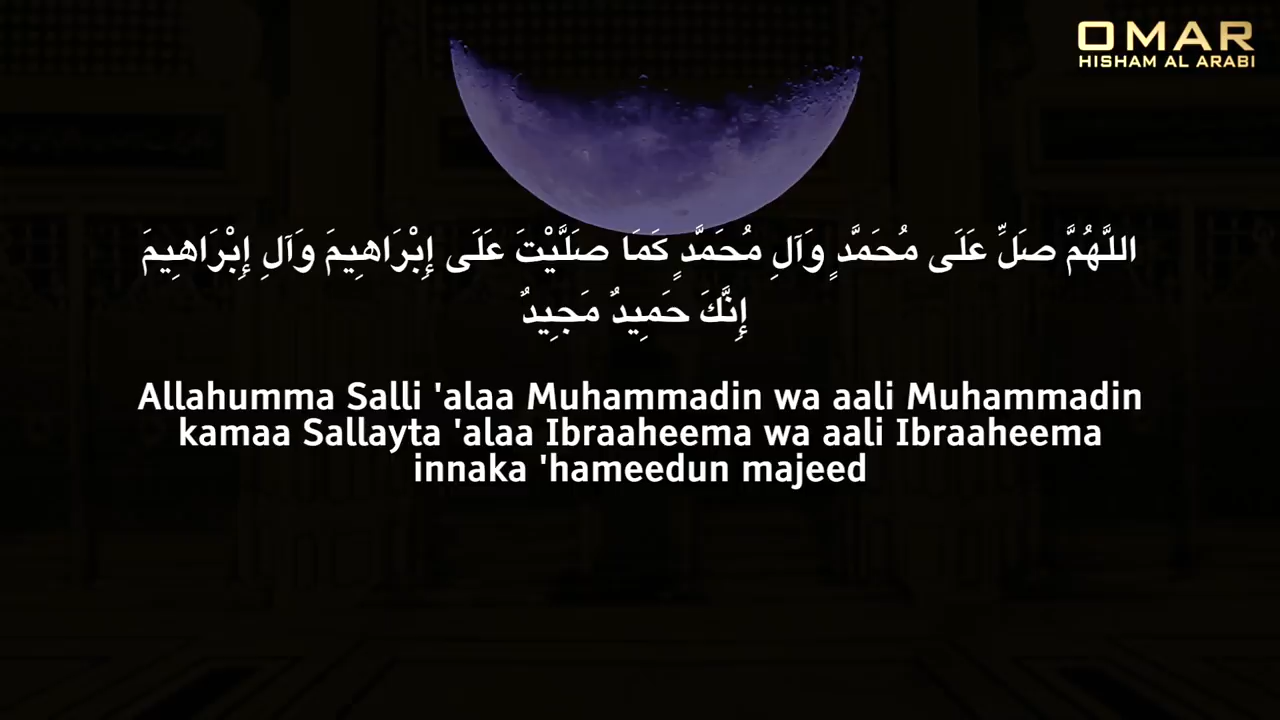 OMAR
HISHAM AL ARABI
اللَّهُمَّ صَلِّ عَلَى مُحَمَّدٍ وَآلِ مُحَمَّدٍ كَمَا صَلَّيْتَ عَلَى إِبْرَاهِيمَ وَآلِ إِبْرَاهِيمَ
إِنَّكَ حَمِيدٌ مَجِيدٌ
Allahumma Salli 'alaa Muhammadin wa aali Muhammadin
kamaa Sallayta 'alaa Ibraaheema wa aali Ibraaheema
innaka 'hameedun majeed